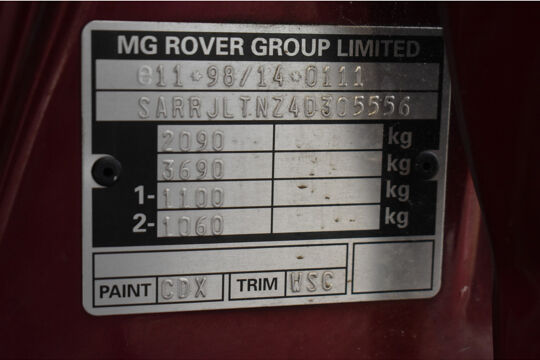 MG ROVER GROUP LIMITED
e11*98/14*0111
SARRJLTNZ4D305556
2090 kg
3690 kg
1-1100 kg
2-1060 kg
PAINT CDX TRIM WSC